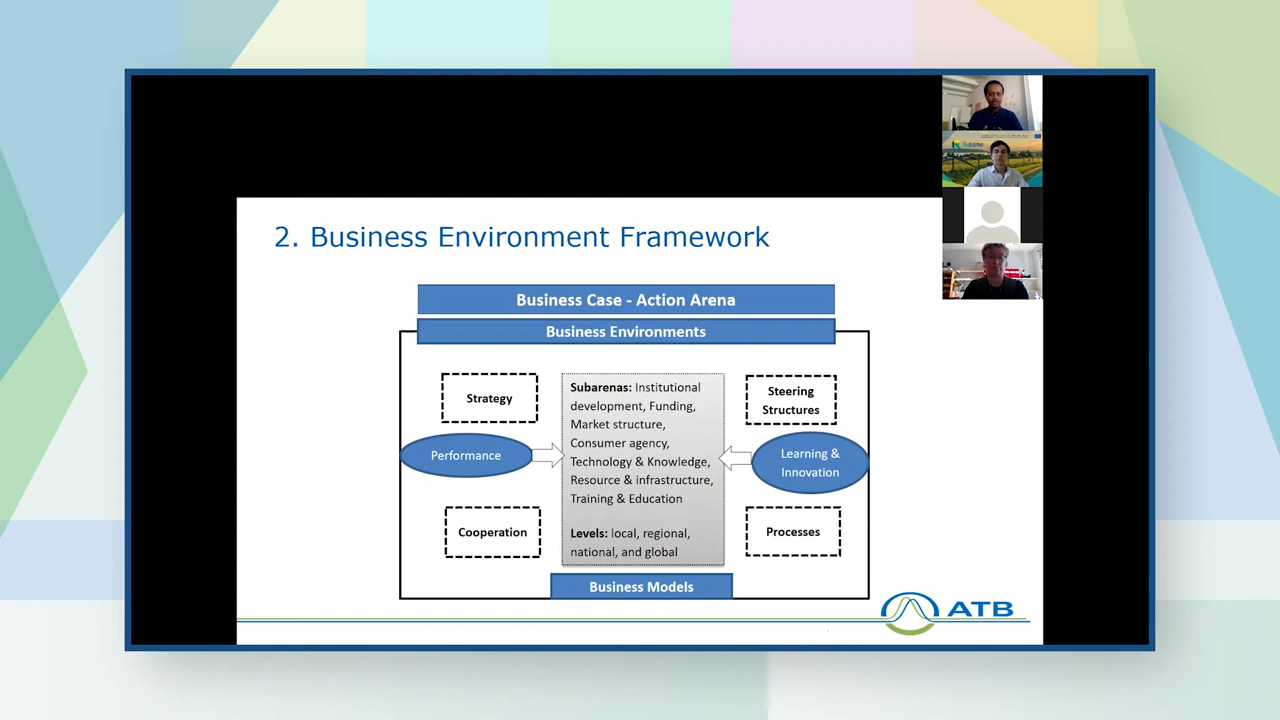 2. Business Environment Framework
Business Case - Action Arena
Business Environments
Strategy
Performance
Cooperation
Subarenas: Institutional
development, Funding,
Market structure,
Consumer agency,
Technology & Knowledge,
Resource & infrastructure,
Training & Education
Levels: local, regional,
national, and global
Steering
Structures
Learning &
Innovation
Processes
Business Models
ATB